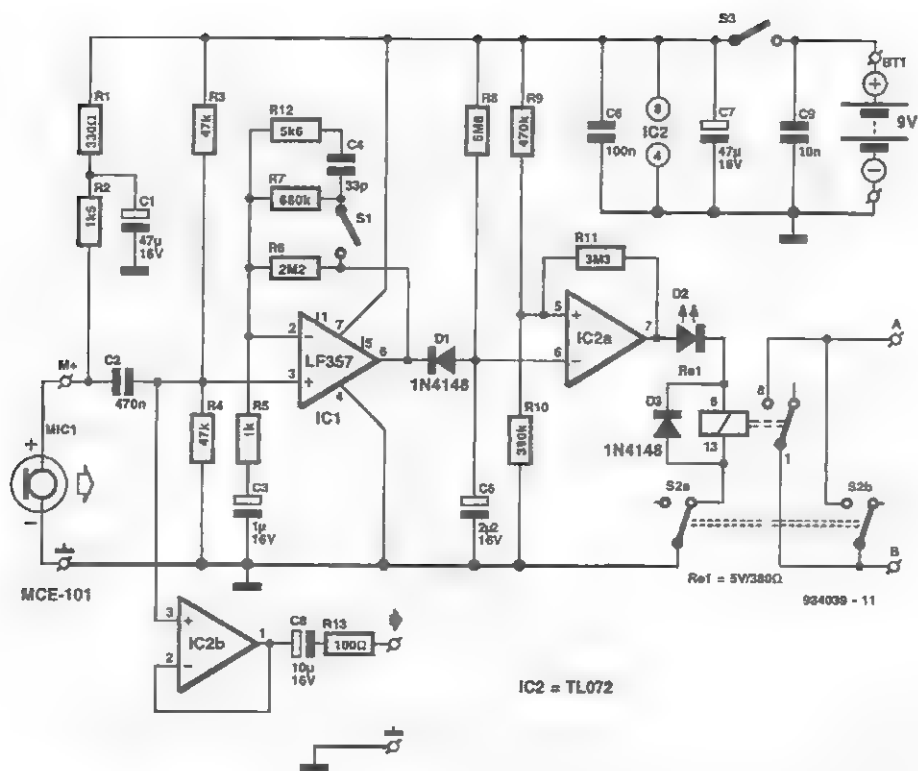 S3
BT1
9V
R1
330Ω
R2
1k5
C1
47µ
16V
R3
47k
R12
5k6
C4
33p
R7
680k
S1
R6
2M2
R8
6M8
R9
470k
C6
100n
8
IC2
4
C7
47µ
16V
C9
10n
R11
3M3
M+
C2
470n
MIC1
+
−
MCE-101
R4
47k
R5
1k
C3
1µ
16V
2
3
1
7
5
6
4
LF357
IC1
D1
1N4148
C5
2µ2
16V
R10
390k
5
6
7
IC2a
D2
Re1
D3
1N4148
6
13
8
1
A
S2a
S2b
B
Re1 = 5V/380Ω
934039 - 11
3
2
1
IC2b
C8
10µ
16V
R13
100Ω
IC2 = TL072